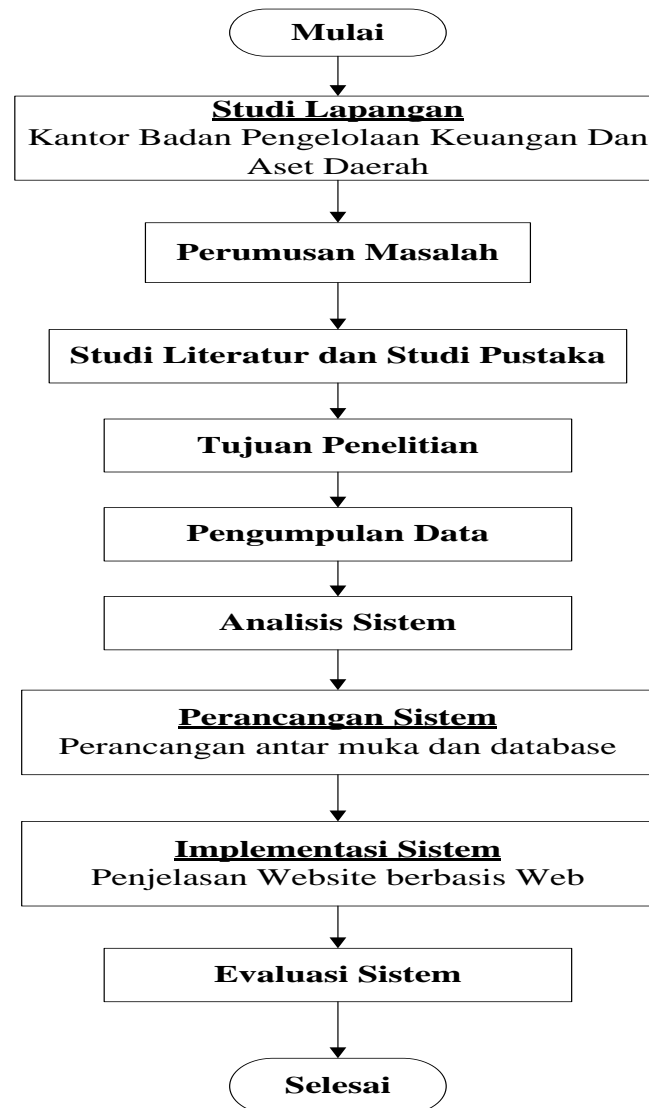 Mulai
Studi Lapangan
Kantor Badan Pengelolaan Keuangan Dan
Aset Daerah
Perumusan Masalah
Studi Literatur dan Studi Pustaka
Tujuan Penelitian
Pengumpulan Data
Analisis Sistem
Perancangan Sistem
Perancangan antar muka dan database
Implementasi Sistem
Penjelasan Website berbasis Web
Evaluasi Sistem
Selesai